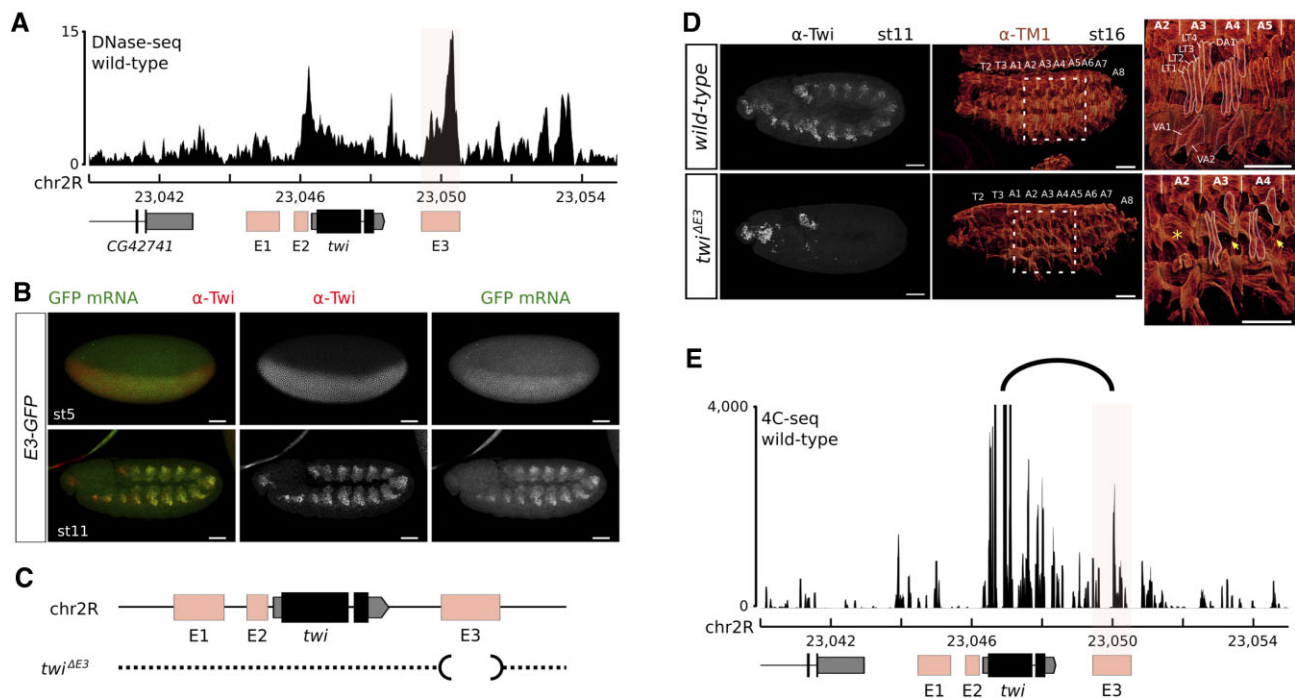 A
15
DNase-seq
wild-type
0
chr2R
23,042 23,046 23,050 23,054
CG42741 E1 E2 twi E3
B
GFP mRNA α-Twi α-Twi GFP mRNA
E3-GFP
st5
st11
C
chr2R
E1 E2 twi E3
twi^ΔE3
D
α-Twi st11 α-TM1 st16
wild-type
T2 T3 A1 A2 A3 A4 A5 A6 A7 A8
A2 A3 A4 A5
LT4
LT3
LT2
LT1
DA1
VA1
VA2
twi^ΔE3
T2 T3 A1 A2 A3 A4 A5 A6 A7 A8
A2 A3 A4
*
E
4,000
4C-seq
wild-type
0
chr2R
23,042 23,046 23,050 23,054
E1 E2 twi E3